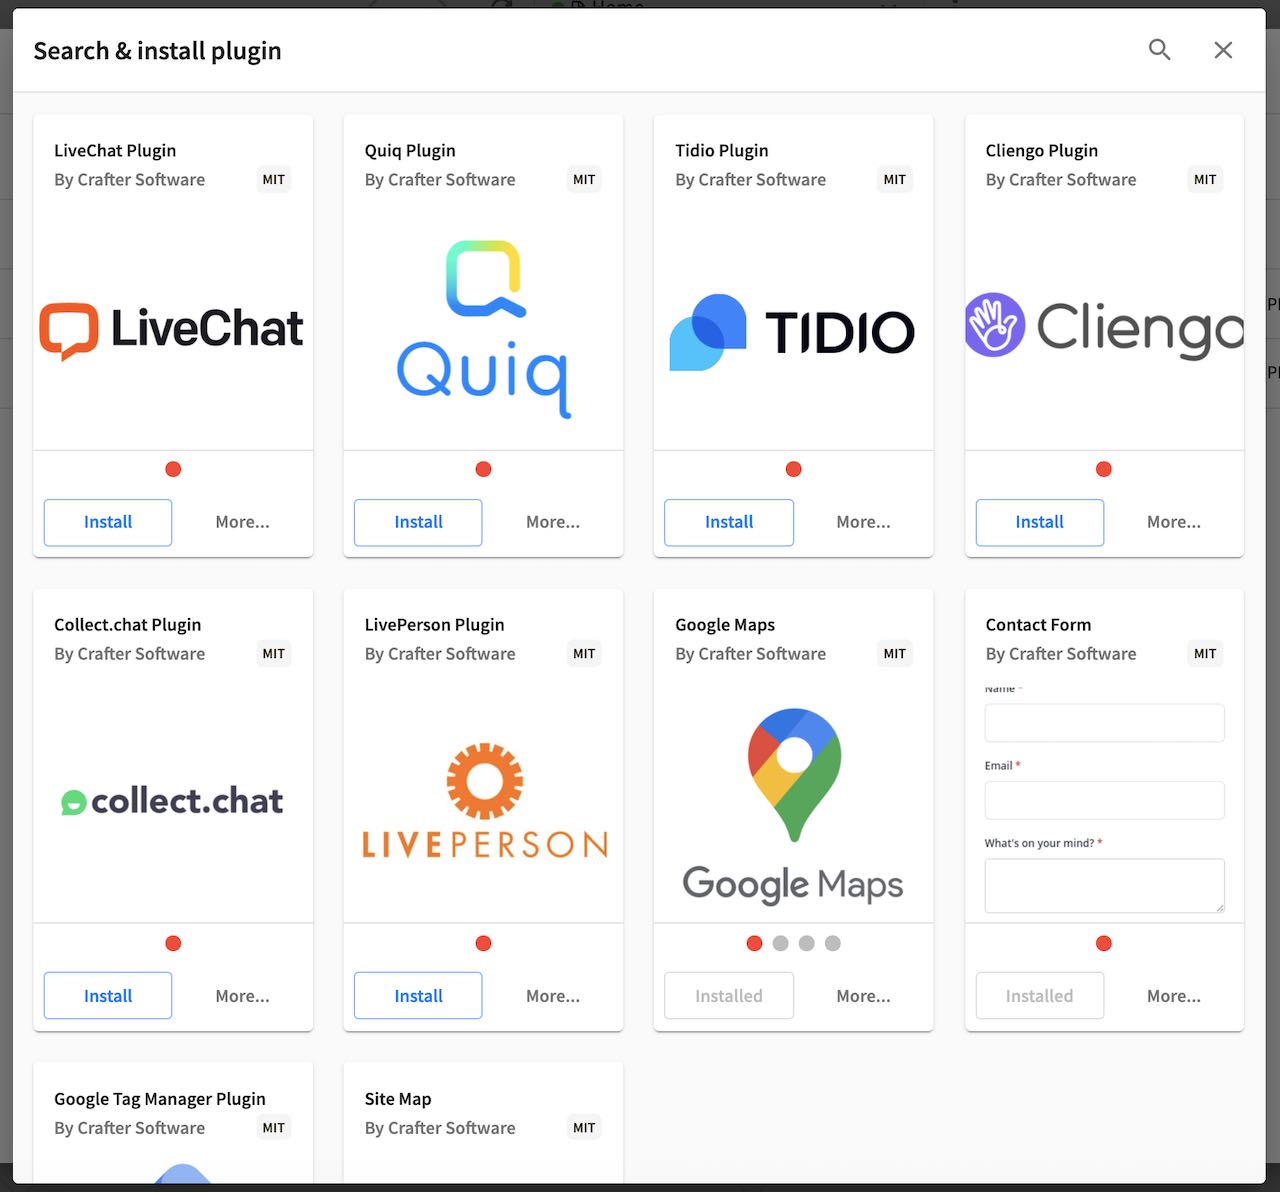 Search & install plugin
LiveChat Plugin
By Crafter Software
MIT
LiveChat
Install
More...
Quiq Plugin
By Crafter Software
MIT
Quiq
Install
More...
Tidio Plugin
By Crafter Software
MIT
TIDIO
Install
More...
Cliengo Plugin
By Crafter Software
MIT
Cliengo
Install
More...
Collect.chat Plugin
By Crafter Software
MIT
collect.chat
Install
More...
LivePerson Plugin
By Crafter Software
MIT
LIVEPERSON
Install
More...
Google Maps
By Crafter Software
MIT
Google Maps
Installed
More...
Contact Form
By Crafter Software
MIT
Name *
Email *
What's on your mind? *
Installed
More...
Google Tag Manager Plugin
By Crafter Software
MIT
Site Map
By Crafter Software
MIT